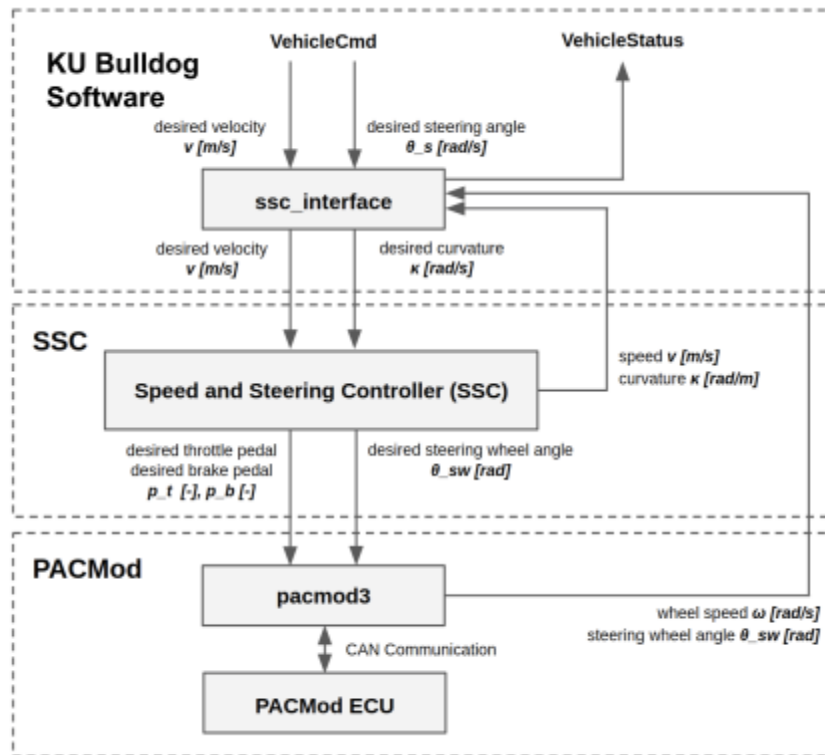 VehicleCmd
VehicleStatus
KU Bulldog
Software
desired velocity
v [m/s]
desired steering angle
θ_s [rad/s]
ssc_interface
desired velocity
v [m/s]
desired curvature
κ [rad/s]
SSC
speed v [m/s]
curvature κ [rad/m]
Speed and Steering Controller (SSC)
desired throttle pedal
desired brake pedal
p_t [-], p_b [-]
desired steering wheel angle
θ_sw [rad]
PACMod
pacmod3
wheel speed ω [rad/s]
steering wheel angle θ_sw [rad]
CAN Communication
PACMod ECU